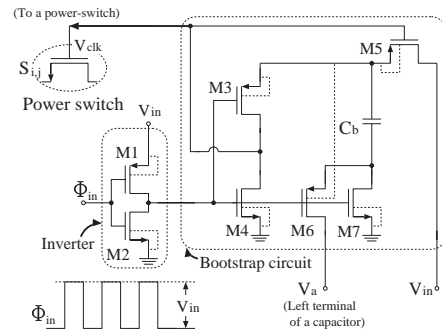 (To a power-switch)
V_clk
S_i,j
Power switch
V_in
M5
M3
C_b
M1
Φ_in
M2
Inverter
M4
M6
M7
Bootstrap circuit
V_a
V_in
(Left terminal
of a capacitor)
Φ_in
V_in